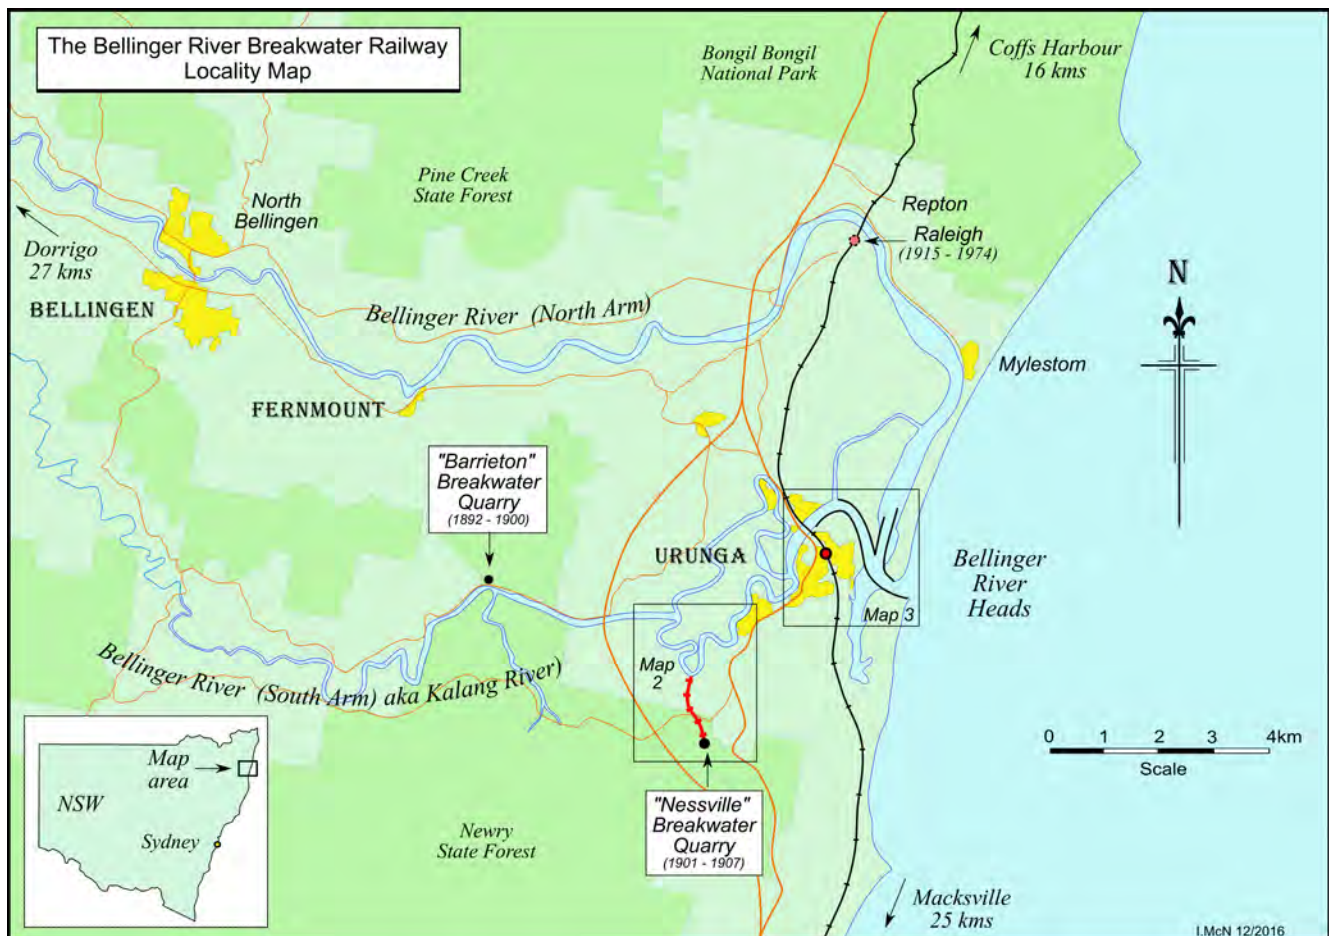 The Bellinger River Breakwater Railway
Locality Map
Bongil Bongil
National Park
Coffs Harbour
16 kms
Pine Creek
State Forest
North
Bellingen
Repton
Raleigh
(1915 - 1974)
Dorrigo
27 kms
BELLINGEN
Bellinger River (North Arm)
N
Mylestom
FERNMOUNT
"Barrieton"
Breakwater
Quarry
(1892 - 1900)
URUNGA
Bellinger
River
Heads
Map 3
Map
2
Bellinger River (South Arm) aka Kalang River)
0 1 2 3 4km
Scale
Map
area
NSW
Sydney
"Nessville"
Breakwater
Quarry
(1901 - 1907)
Newry
State Forest
Macksville
25 kms
I.McN 12/2016